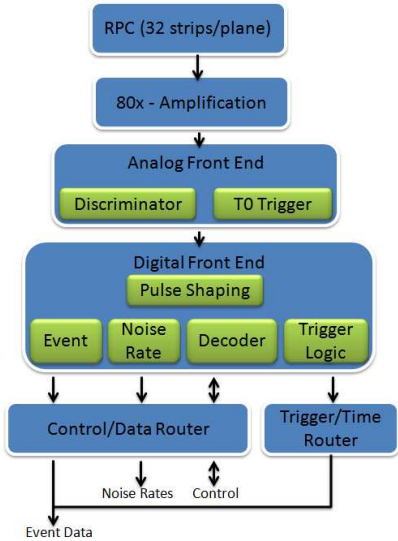 RPC (32 strips/plane)
80x - Amplification
Analog Front End
Discriminator
T0 Trigger
Digital Front End
Pulse Shaping
Event
Noise
Rate
Decoder
Trigger
Logic
Control/Data Router
Trigger/Time
Router
Noise Rates
Control
Event Data